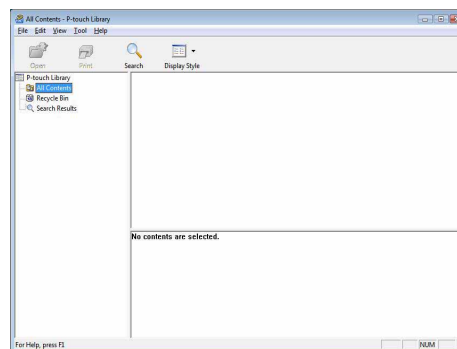 All Contents - P-touch Library
File Edit View Tool Help
Open Print Search Display Style
P-touch Library
All Contents
Recycle Bin
Search Results
No contents are selected.
For Help, press F1 NUM